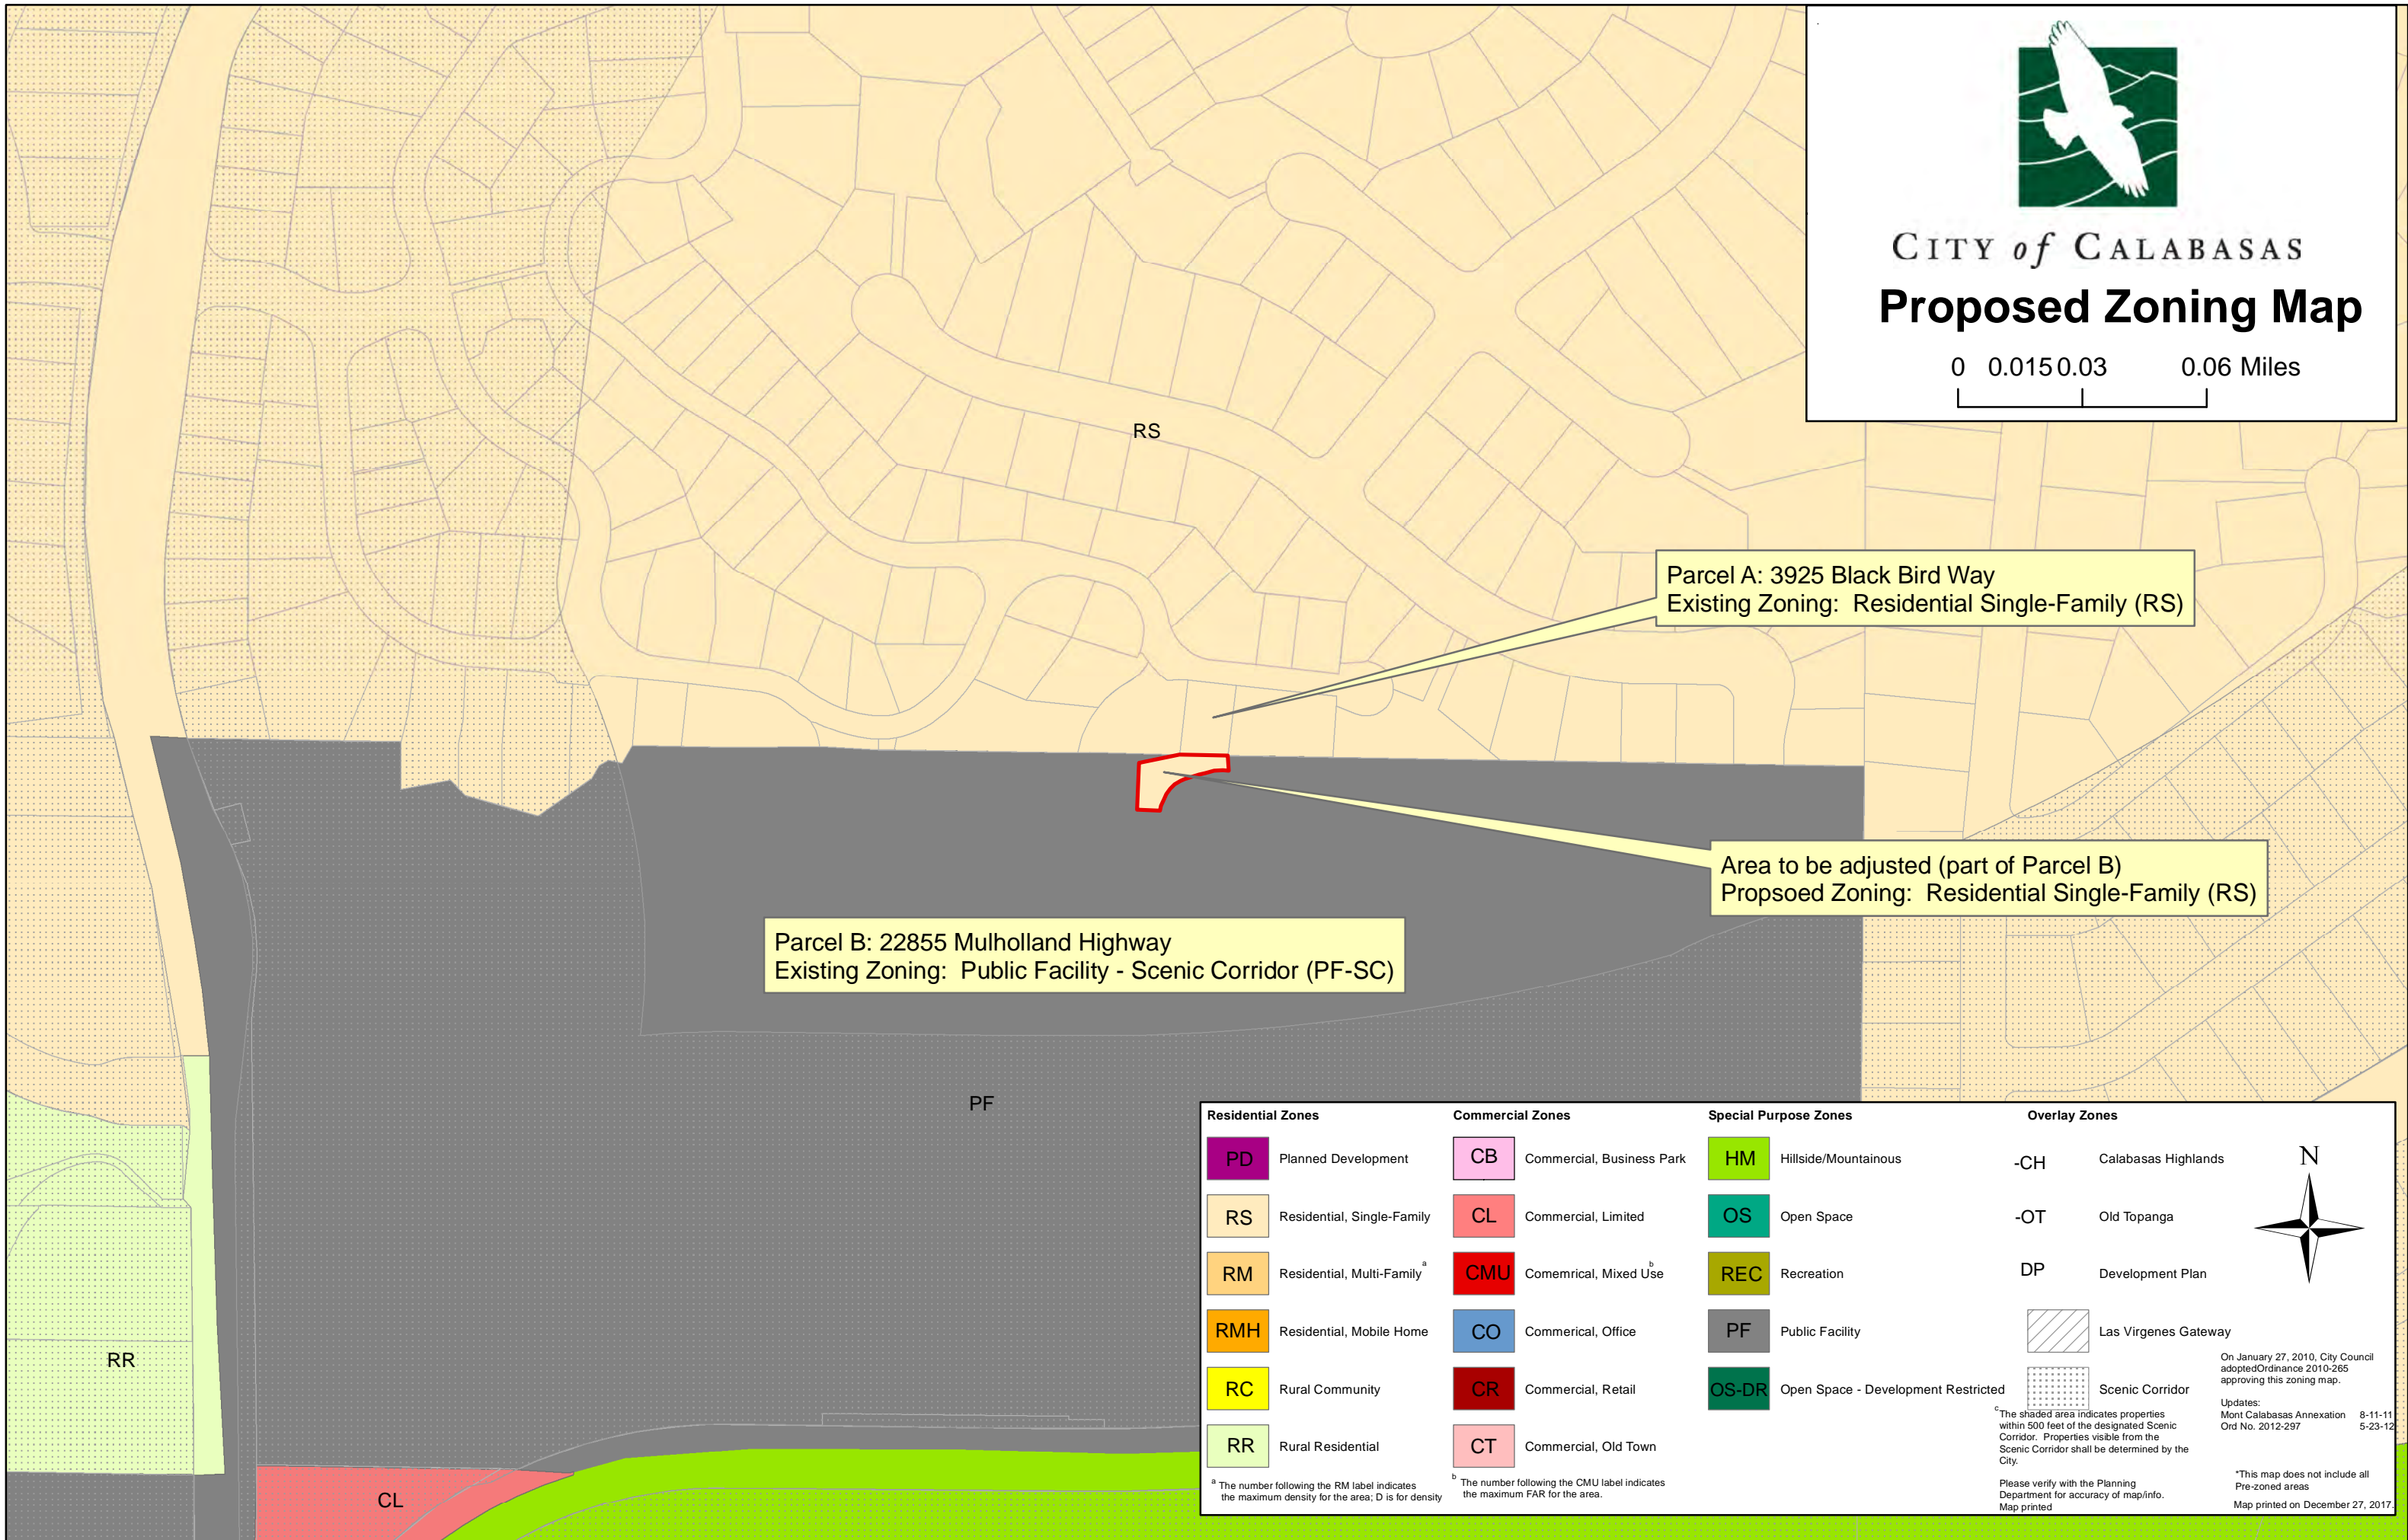 CITY of CALABASAS
Proposed Zoning Map
0 0.015 0.03 0.06 Miles
RS
Parcel A: 3925 Black Bird Way
Existing Zoning: Residential Single-Family (RS)
Area to be adjusted (part of Parcel B)
Propsoed Zoning: Residential Single-Family (RS)
Parcel B: 22855 Mulholland Highway
Existing Zoning: Public Facility - Scenic Corridor (PF-SC)
PF
RR
CL
Residential Zones
PD Planned Development
RS Residential, Single-Family
RM Residential, Multi-Family a
RMH Residential, Mobile Home
RC Rural Community
RR Rural Residential
a The number following the RM label indicates
the maximum density for the area; D is for density
Commercial Zones
CB Commercial, Business Park
CL Commercial, Limited
CMU Comemrical, Mixed Use b
CO Commerical, Office
CR Commercial, Retail
CT Commercial, Old Town
b The number following the CMU label indicates
the maximum FAR for the area.
Special Purpose Zones
HM Hillside/Mountainous
OS Open Space
REC Recreation
PF Public Facility
OS-DR Open Space - Development Restricted
Overlay Zones
-CH Calabasas Highlands
-OT Old Topanga
DP Development Plan
Las Virgenes Gateway
Scenic Corridor
c The shaded area indicates properties
within 500 feet of the designated Scenic
Corridor. Properties visible from the
Scenic Corridor shall be determined by the
City.
Please verify with the Planning
Department for accuracy of map/info.
Map printed
N
On January 27, 2010, City Council
adoptedOrdinance 2010-265
approving this zoning map.
Updates:
Mont Calabasas Annexation 8-11-11
Ord No. 2012-297 5-23-12
*This map does not include all
Pre-zoned areas
Map printed on December 27, 2017.